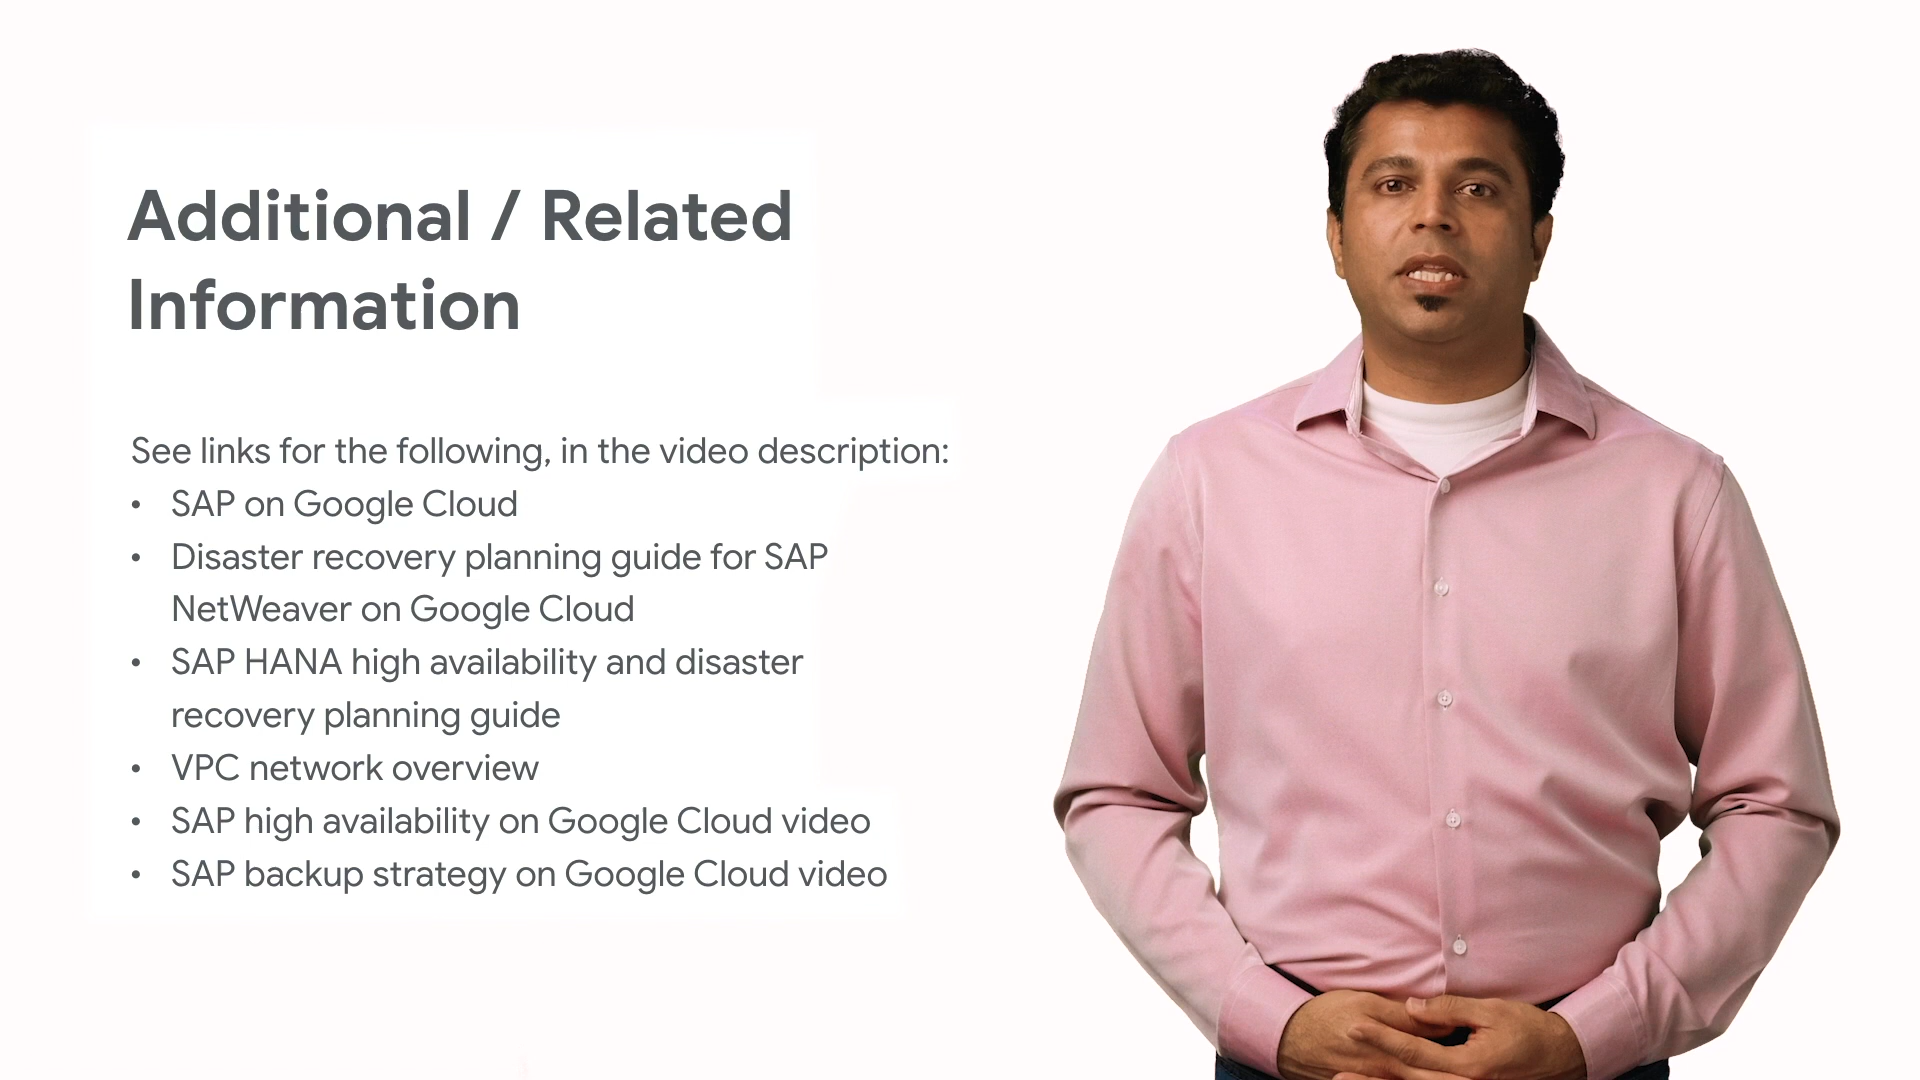 Additional / Related
Information
See links for the following, in the video description:
• SAP on Google Cloud
• Disaster recovery planning guide for SAP
NetWeaver on Google Cloud
• SAP HANA high availability and disaster
recovery planning guide
• VPC network overview
• SAP high availability on Google Cloud video
• SAP backup strategy on Google Cloud video